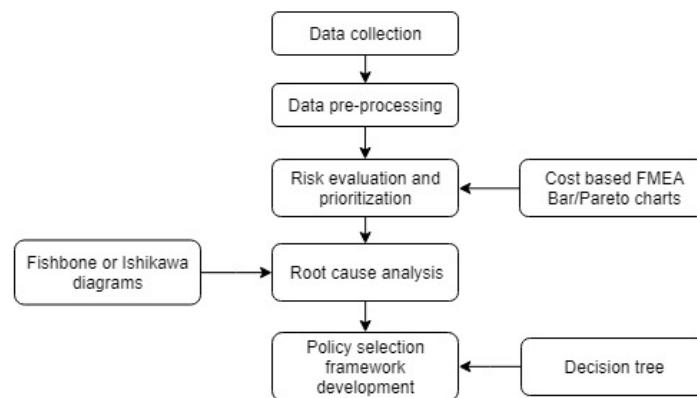 Data collection
Data pre-processing
Risk evaluation and
prioritization
Cost based FMEA
Bar/Pareto charts
Fishbone or Ishikawa
diagrams
Root cause analysis
Policy selection
framework
development
Decision tree